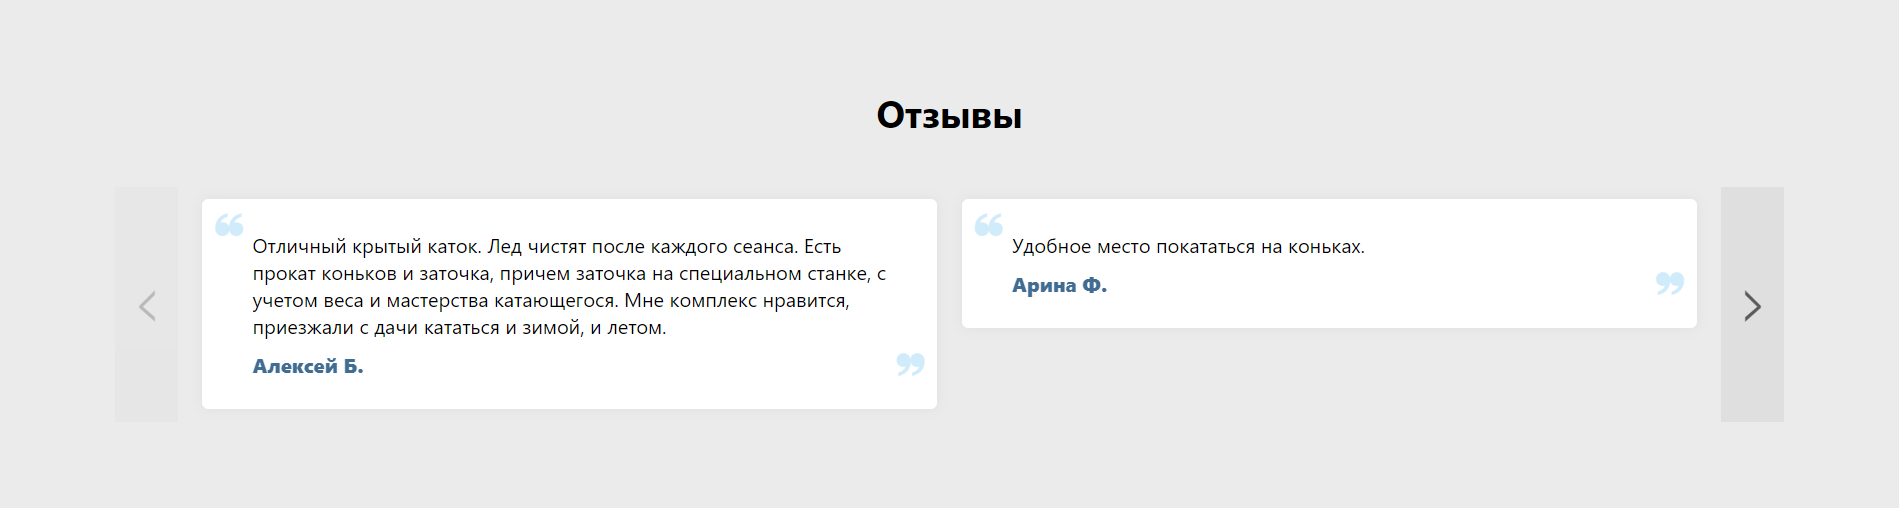 Отзывы
Отличный крытый каток. Лед чистят после каждого сеанса. Есть
прокат коньков и заточка, причем заточка на специальном станке, с
учетом веса и мастерства катающегося. Мне комплекс нравится,
приезжали с дачи кататься и зимой, и летом.
Алексей Б.
Удобное место покататься на коньках.
Арина Ф.